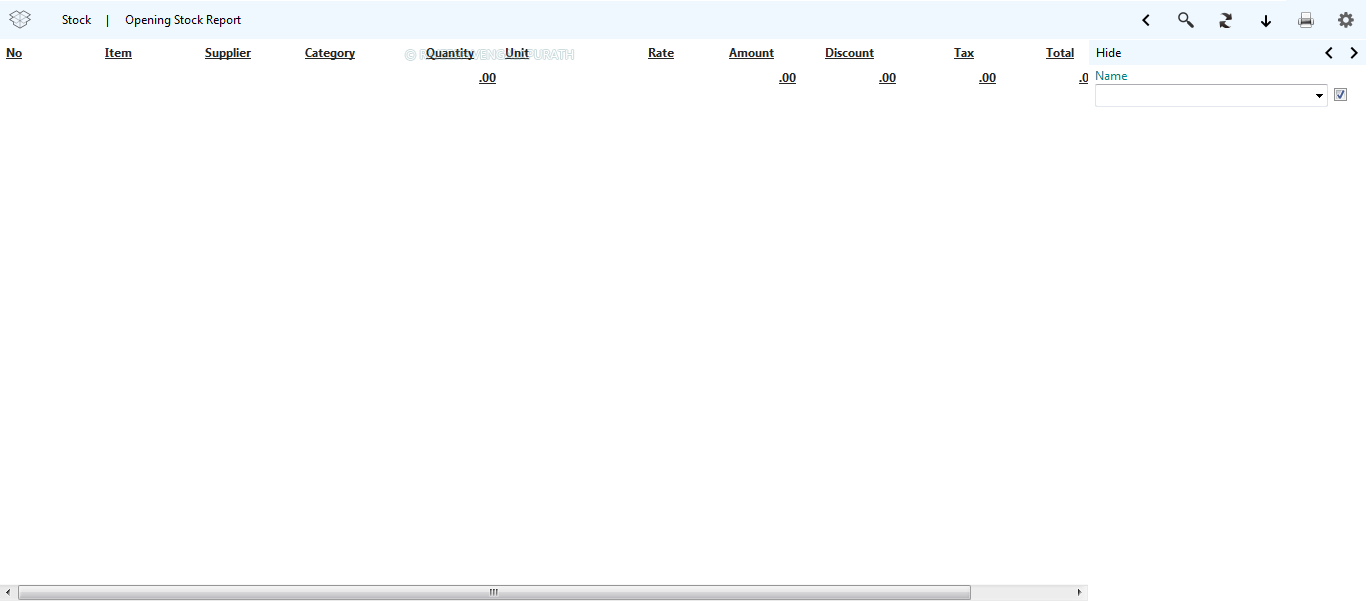 Stock | Opening Stock Report
No Item Supplier Category Quantity Unit Rate Amount Discount Tax Total Hide
.00 .00 .00 .00 Name